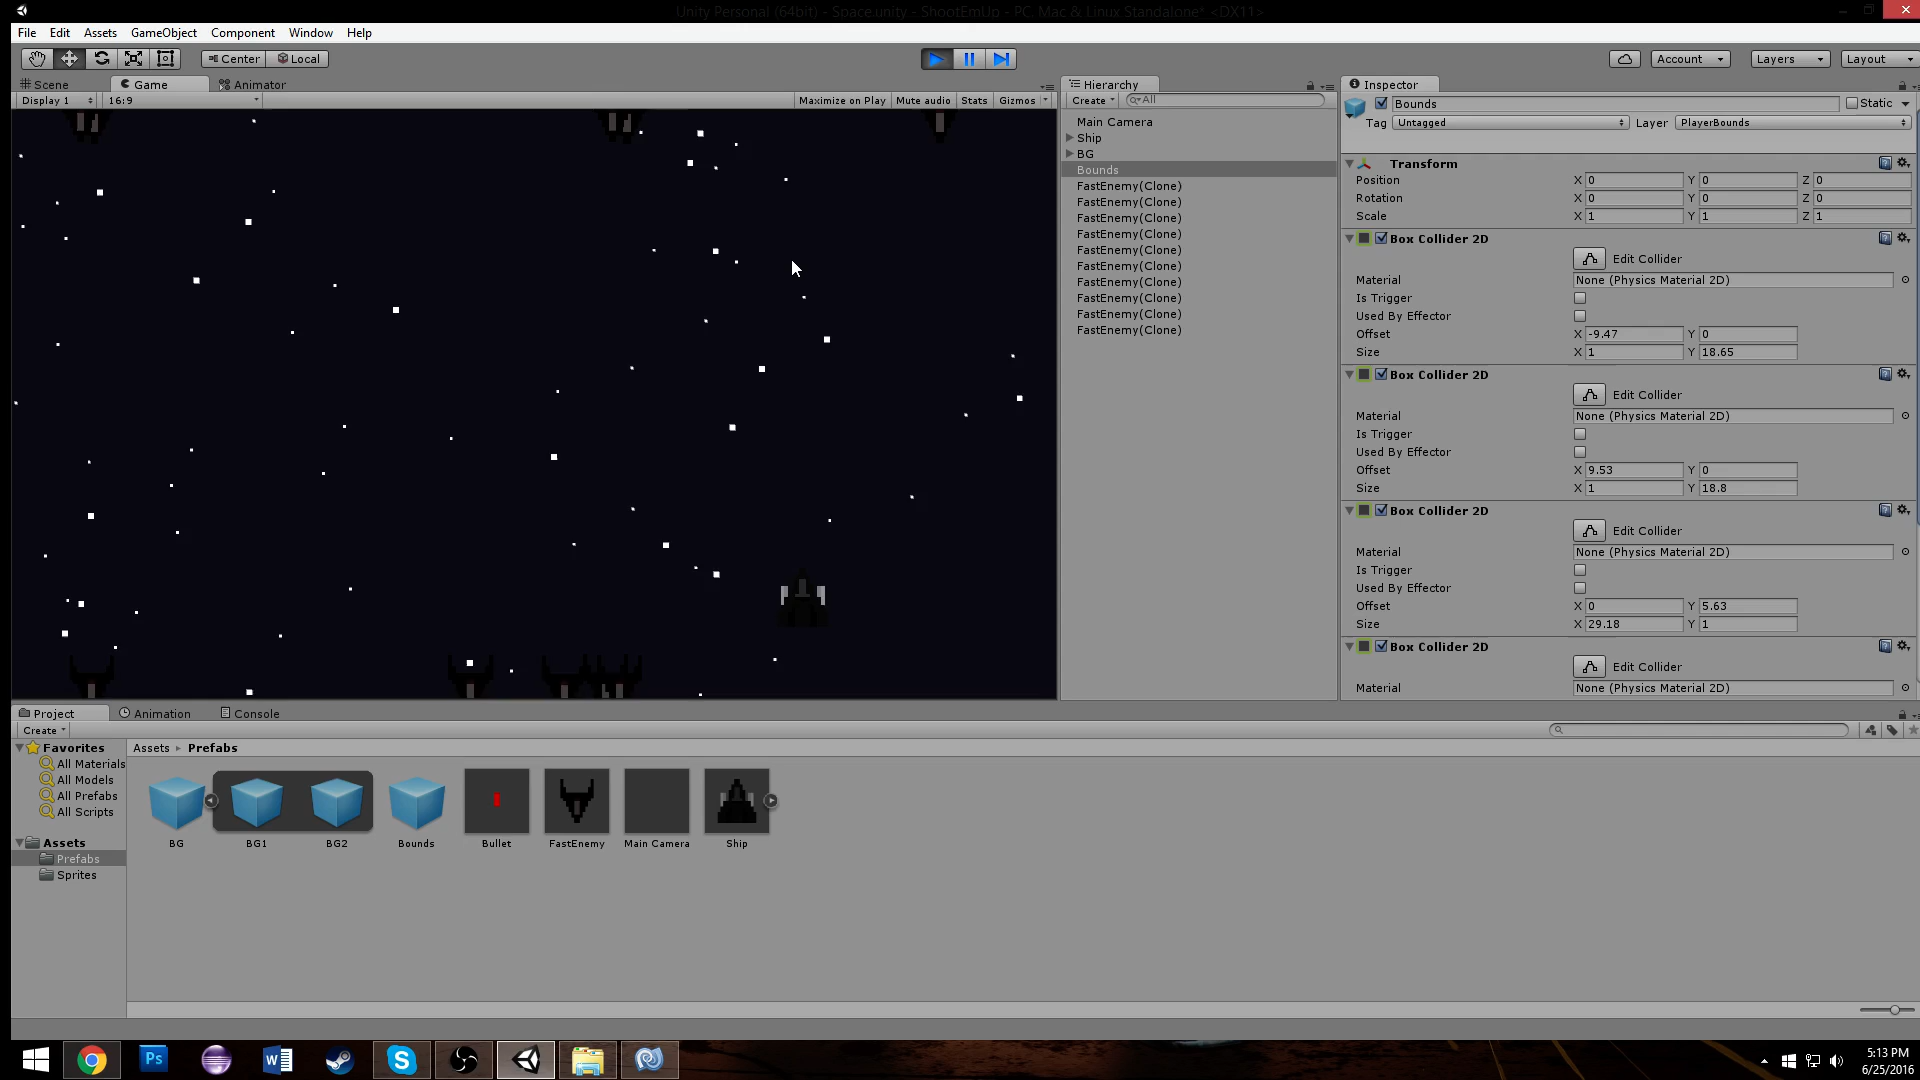 Unity Personal (64bit) - Space.unity - ShootEmUp - PC, Mac & Linux Standalone* <DX11>
File Edit Assets GameObject Component Window Help
Center Local Account Layers Layout
Scene Game Animator
Display 1 16:9 Maximize on Play Mute audio Stats Gizmos
Hierarchy
Create All
Main Camera
Ship
BG
Bounds
FastEnemy(Clone)
FastEnemy(Clone)
FastEnemy(Clone)
FastEnemy(Clone)
FastEnemy(Clone)
FastEnemy(Clone)
FastEnemy(Clone)
FastEnemy(Clone)
FastEnemy(Clone)
FastEnemy(Clone)
Inspector
Bounds Static
Tag Untagged Layer PlayerBounds
Transform
Position X 0 Y 0 Z 0
Rotation X 0 Y 0 Z 0
Scale X 1 Y 1 Z 1
Box Collider 2D
Edit Collider
Material None (Physics Material 2D)
Is Trigger
Used By Effector
Offset X -9.47 Y 0
Size X 1 Y 18.65
Box Collider 2D
Edit Collider
Material None (Physics Material 2D)
Is Trigger
Used By Effector
Offset X 9.53 Y 0
Size X 1 Y 18.8
Box Collider 2D
Edit Collider
Material None (Physics Material 2D)
Is Trigger
Used By Effector
Offset X 0 Y 5.63
Size X 29.18 Y 1
Box Collider 2D
Edit Collider
Material None (Physics Material 2D)
Project Animation Console
Create
Favorites
All Materials
All Models
All Prefabs
All Scripts
Assets
Prefabs
Sprites
Assets Prefabs
BG BG1 BG2 Bounds Bullet FastEnemy Main Camera Ship
Ps
5:13 PM
6/25/2016